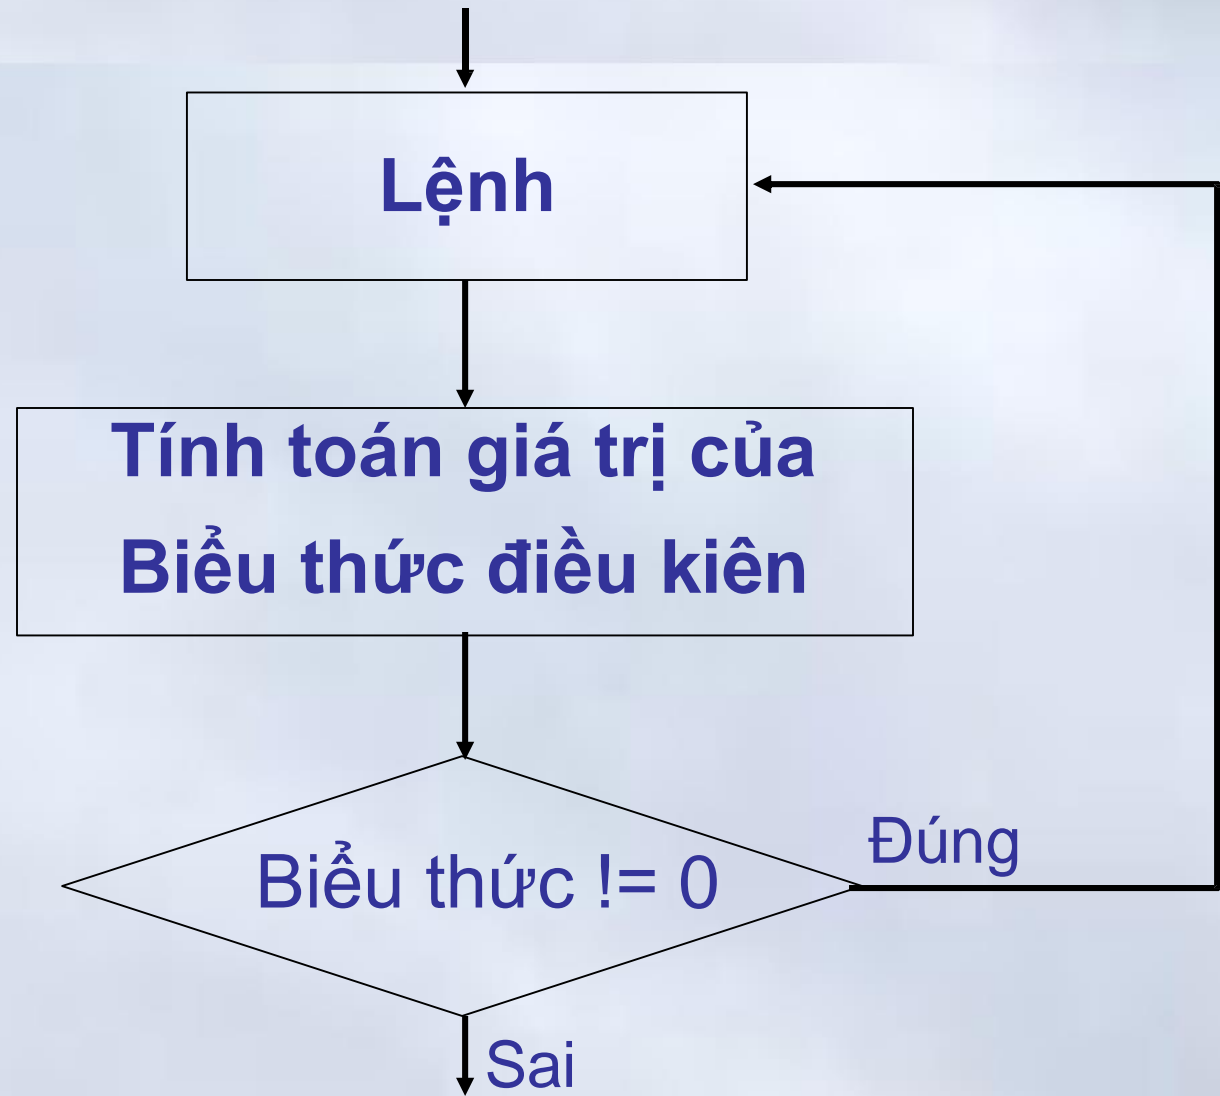 Lệnh
Tính toán giá trị của
Biểu thức điều kiên
Biểu thức != 0
Đúng
Sai